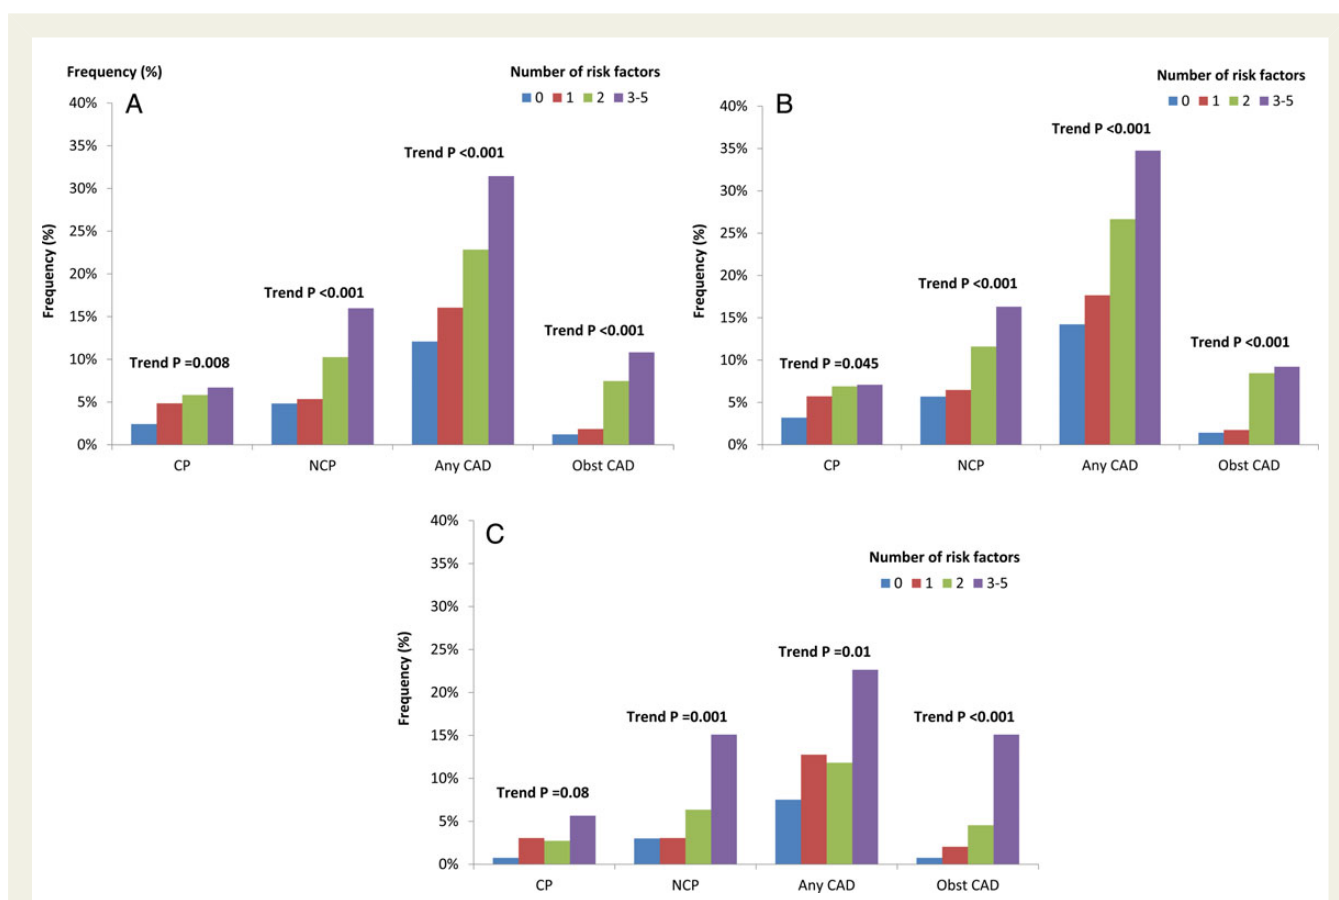 Frequency (%)
A
Number of risk factors
0 1 2 3-5
40%
35%
30%
25%
20%
15%
10%
5%
0%
Frequency (%)
Trend P =0.008
Trend P <0.001
Trend P <0.001
Trend P <0.001
CP NCP Any CAD Obst CAD
B
Number of risk factors
0 1 2 3-5
40%
35%
30%
25%
20%
15%
10%
5%
0%
Frequency (%)
Trend P =0.045
Trend P <0.001
Trend P <0.001
Trend P <0.001
CP NCP Any CAD Obst CAD
C
Number of risk factors
0 1 2 3-5
40%
35%
30%
25%
20%
15%
10%
5%
0%
Frequency (%)
Trend P =0.08
Trend P =0.001
Trend P =0.01
Trend P <0.001
CP NCP Any CAD Obst CAD